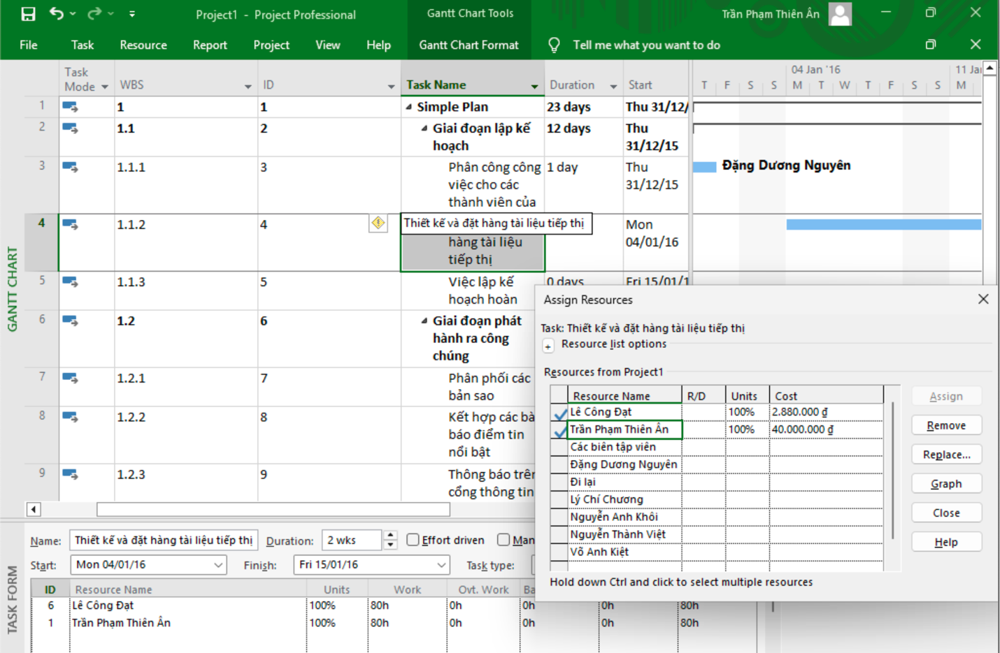 Project1 - Project Professional
Gantt Chart Tools
Trần Phạm Thiên Ân
File Task Resource Report Project View Help Gantt Chart Format Tell me what you want to do
GANTT CHART
Task Mode WBS ID Task Name Duration Start
04 Jan '16 11 Jan
T F S S M T W T F S S M
1 1 1 Simple Plan 23 days Thu 31/12/
2 1.1 2 Giai đoạn lập kế 12 days Thu
hoạch 31/12/15
3 1.1.1 3 Phân công công 1 day Thu
việc cho các 31/12/15
thành viên của
Đặng Dương Nguyên
4 1.1.2 4 Thiết kế và đặt hàng tài liệu tiếp thị Mon
hàng tài liệu 04/01/16
tiếp thị
5 1.1.3 5 Việc lập kế 0 days Fri 15/01/1
hoạch hoàn
6 1.2 6 Giai đoạn phát
hành ra công
chúng
7 1.2.1 7 Phân phối các
bản sao
8 1.2.2 8 Kết hợp các bà
báo điểm tin
nổi bật
9 1.2.3 9 Thông báo trên
cổng thông tin
Assign Resources
Task: Thiết kế và đặt hàng tài liệu tiếp thị
+ Resource list options
Resources from Project1
Resource Name R/D Units Cost
Lê Công Đạt 100% 2.880.000 ₫
Trần Phạm Thiên Ân 100% 40.000.000 ₫
Các biên tập viên
Đặng Dương Nguyên
Đi lại
Lý Chí Chương
Nguyễn Anh Khôi
Nguyễn Thành Việt
Võ Anh Kiệt
Assign
Remove
Replace...
Graph
Close
Help
Hold down Ctrl and click to select multiple resources
TASK FORM
Name: Thiết kế và đặt hàng tài liệu tiếp thị Duration: 2 wks Effort driven Man
Start: Mon 04/01/16 Finish: Fri 15/01/16 Task type:
ID Resource Name Units Work Ovt. Work Ba
6 Lê Công Đạt 100% 80h 0h 0h 0h 80h
1 Trần Phạm Thiên Ân 100% 80h 0h 0h 0h 80h